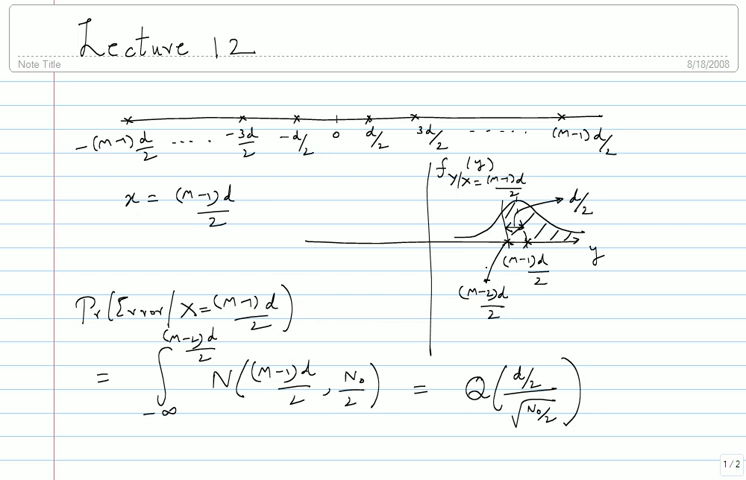 Lecture 12
Note Title
8/18/2008
-(M-1)d/2 .... -3d/2 -d/2 0 d/2 3d/2 ..... (M-1)d/2
f Y/X=(M-1)d/2 (y)
x = (M-1)d/2
d/2
y
(M-1)d/2
(M-2)d/2
Pr(Error/X=(M-1)d/2)
= ∫_{-∞}^{(M-2)d/2} N((M-1)d/2, N₀/2) = Q(d/2/√(N₀/2))
1/2